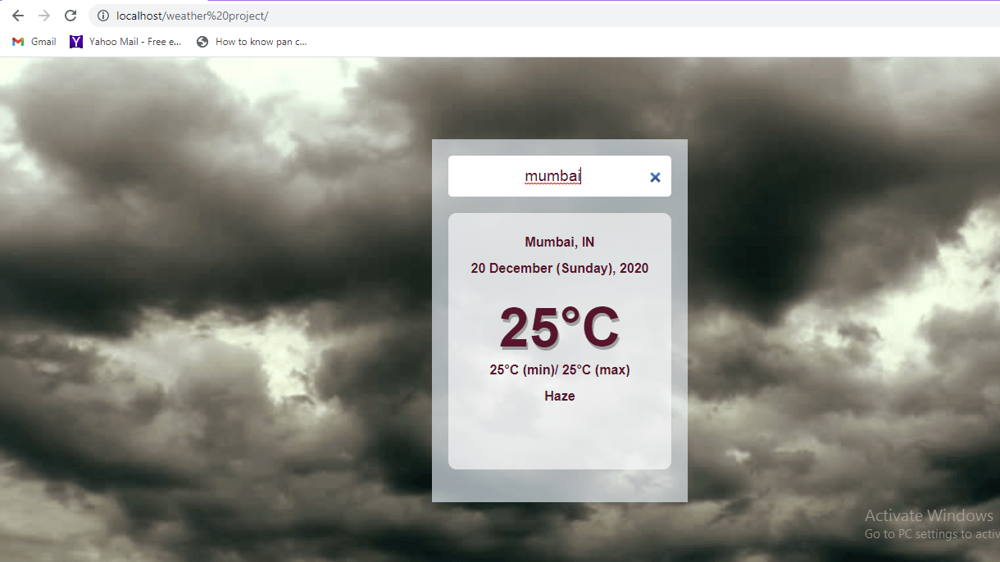 localhost/weather%20project/
Gmail Yahoo Mail - Free e... How to know pan c...
mumbai
Mumbai, IN
20 December (Sunday), 2020
25°C
25°C (min)/ 25°C (max)
Haze
Activate Windows
Go to PC settings to activ